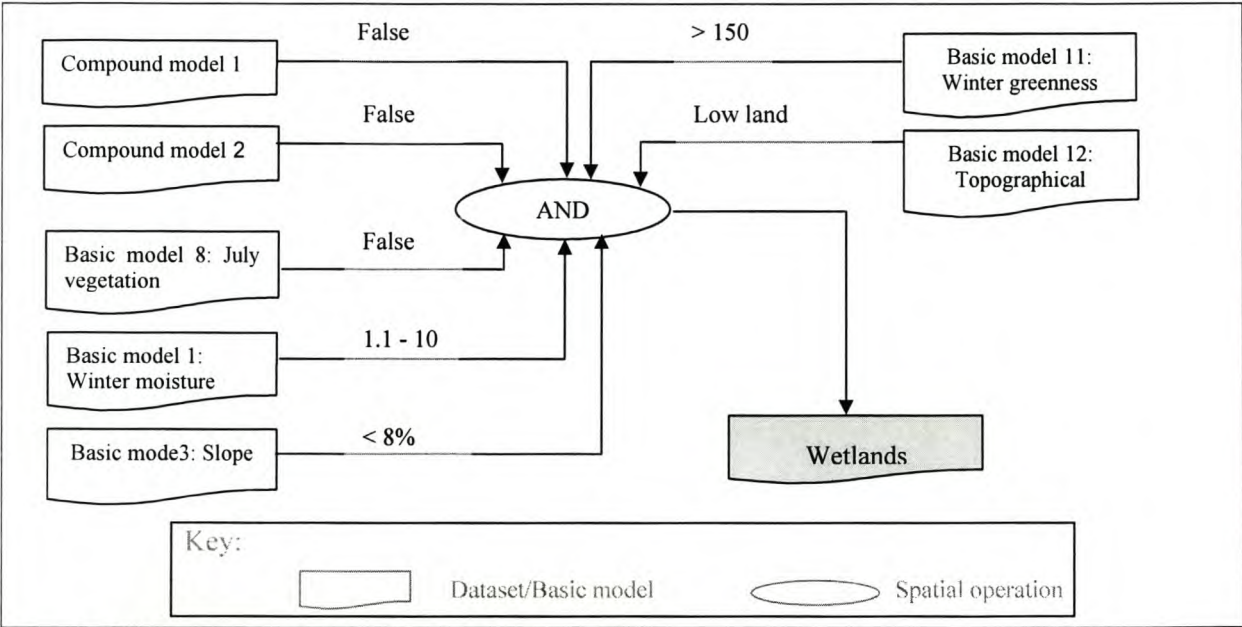 False
> 150
Compound model 1
Basic model 11:
Winter greenness
False
Low land
Compound model 2
Basic model 12:
Topographical
AND
False
Basic model 8: July
vegetation
1.1 - 10
Basic model 1:
Winter moisture
< 8%
Basic mode3: Slope
Wetlands
Key:
Dataset/Basic model
Spatial operation